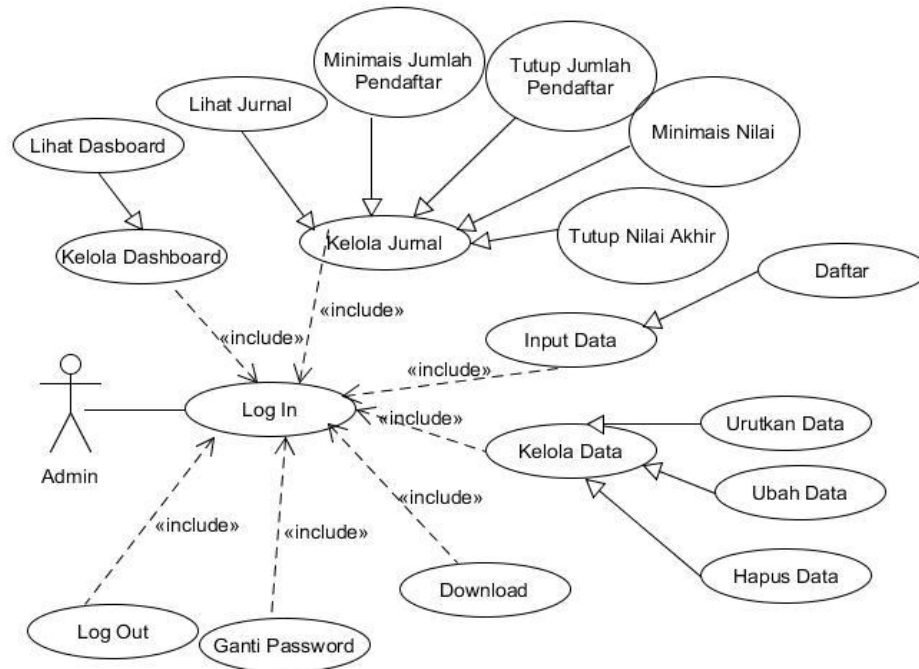 Minimais Jumlah
Pendaftar
Tutup Jumlah
Pendaftar
Lihat Jurnal
Minimais Nilai
Lihat Dasboard
Kelola Jurnal
Tutup Nilai Akhir
Kelola Dashboard
Daftar
«include»
«include»
Input Data
«include»
Log In
«include»
Urutkan Data
Kelola Data
Admin
Ubah Data
«include»
«include»
«include»
Hapus Data
Download
Log Out
Ganti Password